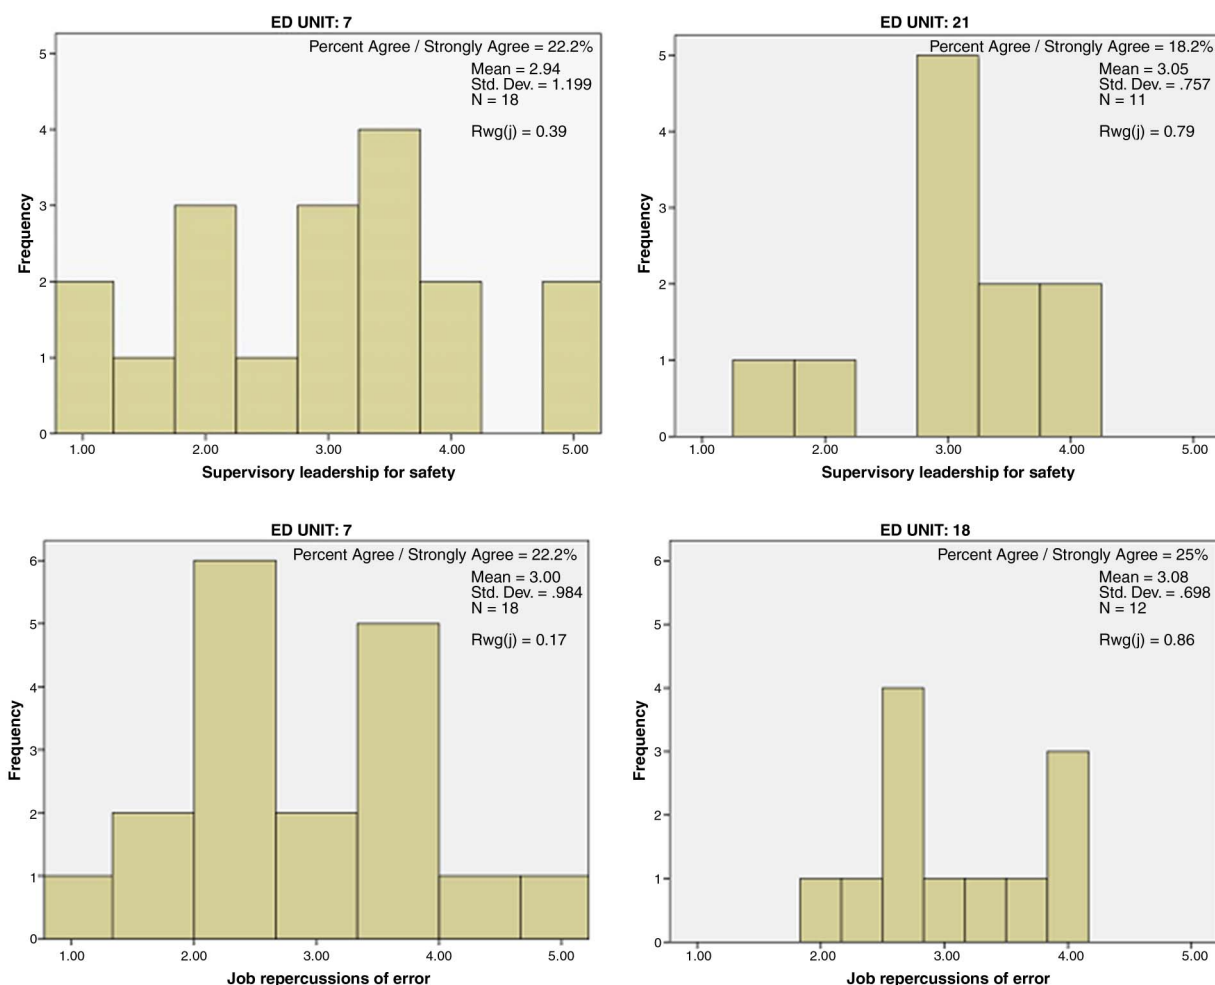 ED UNIT: 7
Percent Agree / Strongly Agree = 22.2%
Mean = 2.94
Std. Dev. = 1.199
N = 18
Rwg(j) = 0.39
Frequency
5
4
3
2
1
0
1.00 2.00 3.00 4.00 5.00
Supervisory leadership for safety
ED UNIT: 21
Percent Agree / Strongly Agree = 18.2%
Mean = 3.05
Std. Dev. = .757
N = 11
Rwg(j) = 0.79
Frequency
5
4
3
2
1
0
1.00 2.00 3.00 4.00 5.00
Supervisory leadership for safety
ED UNIT: 7
Percent Agree / Strongly Agree = 22.2%
Mean = 3.00
Std. Dev. = .984
N = 18
Rwg(j) = 0.17
Frequency
6
5
4
3
2
1
0
1.00 2.00 3.00 4.00 5.00
Job repercussions of error
ED UNIT: 18
Percent Agree / Strongly Agree = 25%
Mean = 3.08
Std. Dev. = .698
N = 12
Rwg(j) = 0.86
Frequency
6
5
4
3
2
1
0
1.00 2.00 3.00 4.00 5.00
Job repercussions of error